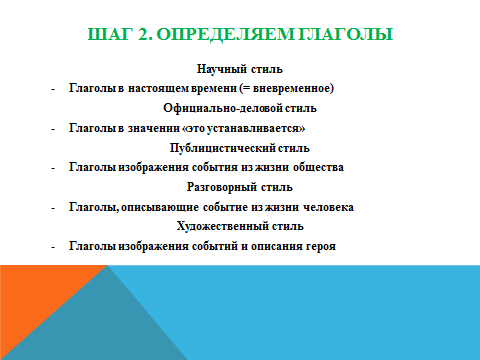 ШАГ 2. ОПРЕДЕЛЯЕМ ГЛАГОЛЫ
Научный стиль
- Глаголы в настоящем времени (= вневременное)
Официально-деловой стиль
- Глаголы в значении «это устанавливается»
Публицистический стиль
- Глаголы изображения события из жизни общества
Разговорный стиль
- Глаголы, описывающие событие из жизни человека
Художественный стиль
- Глаголы изображения событий и описания героя